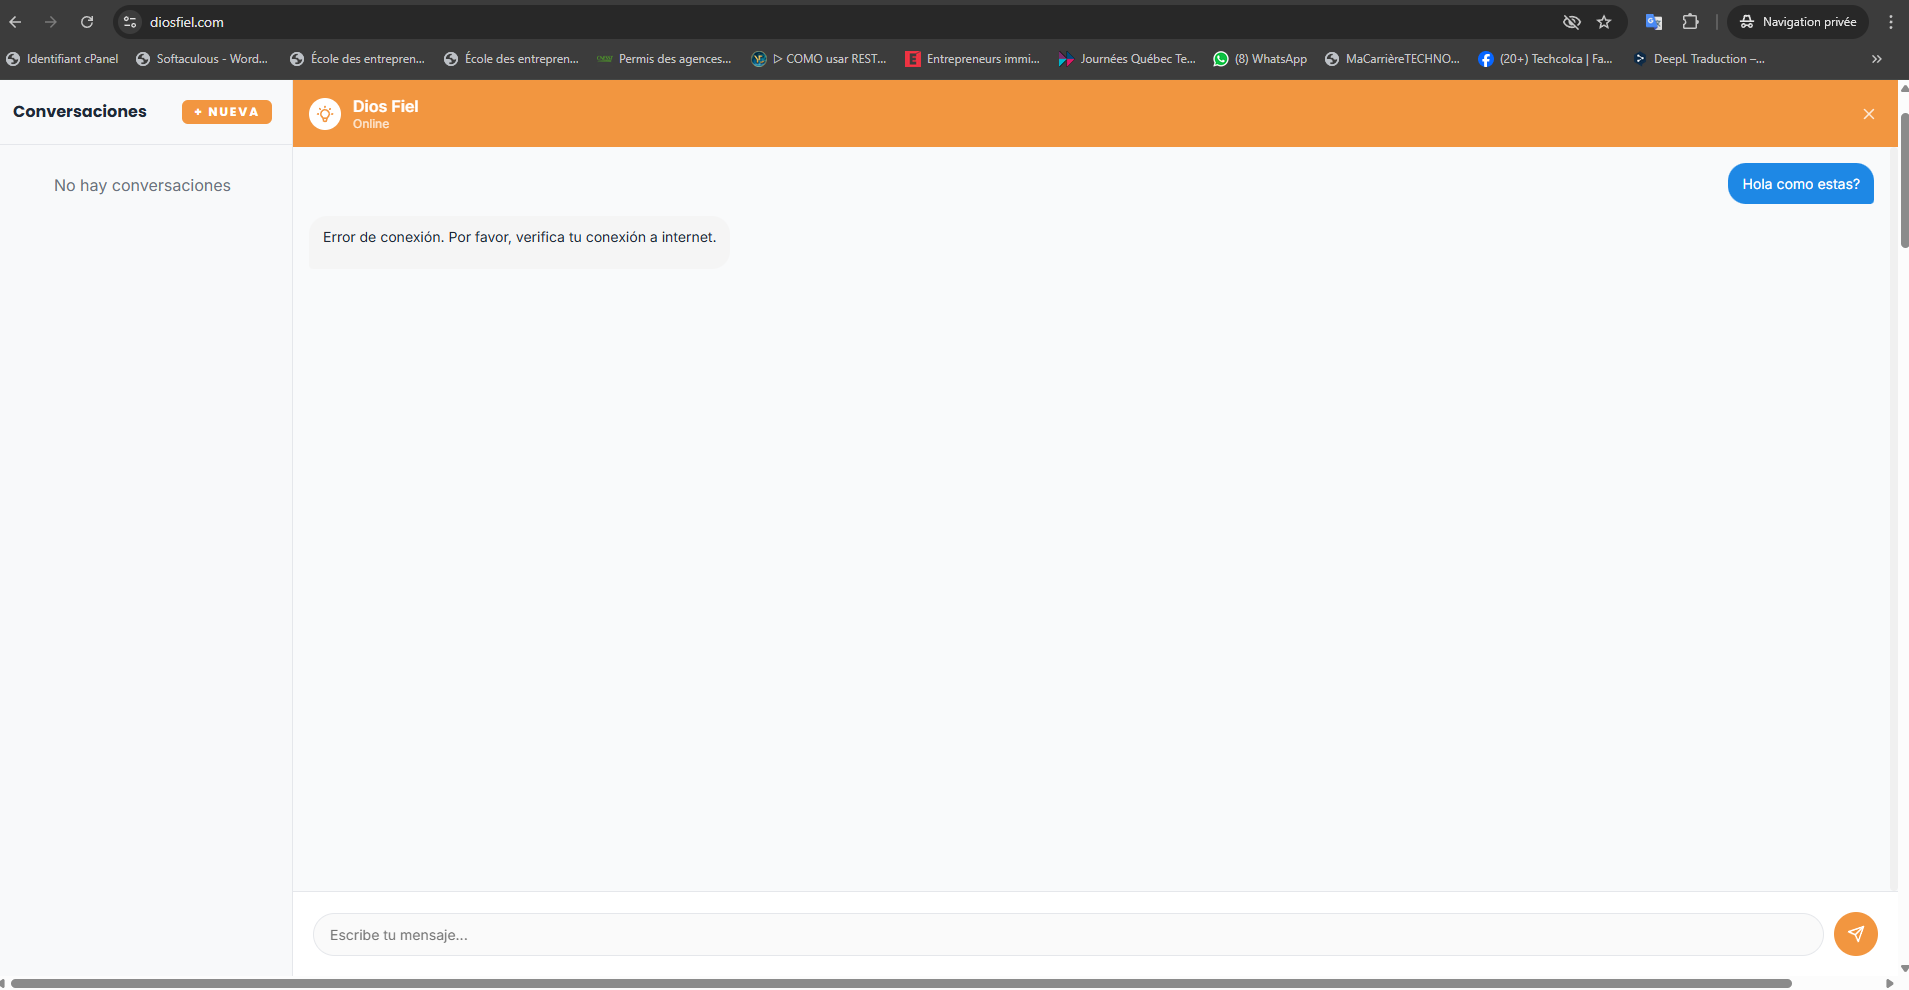 diosfiel.com
Navigation privée
Identifiant cPanel
Softaculous - Word...
École des entrepren...
École des entrepren...
Permis des agences...
▷ COMO usar REST...
Entrepreneurs immi...
Journées Québec Te...
(8) WhatsApp
MaCarrièreTECHNO...
(20+) Techcolca | Fa...
DeepL Traduction –...
Conversaciones
+ NUEVA
No hay conversaciones
Dios Fiel
Online
Hola como estas?
Error de conexión. Por favor, verifica tu conexión a internet.
Escribe tu mensaje...